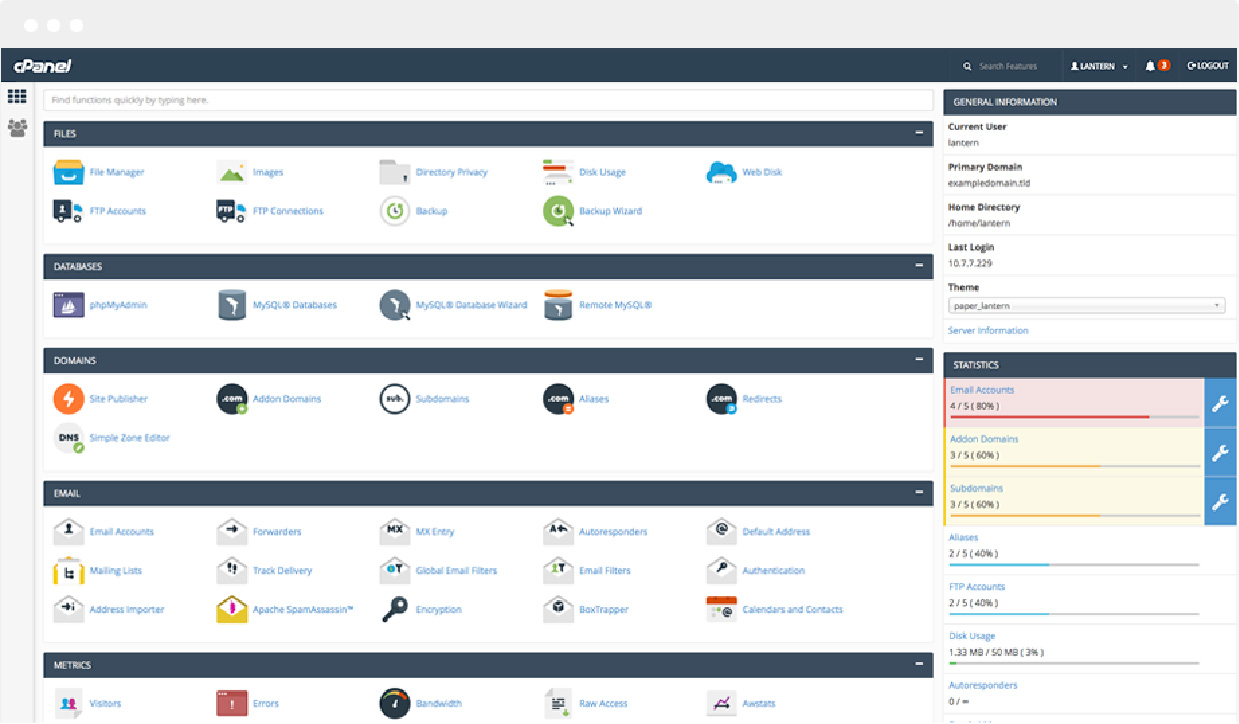 cPanel
Search Features
LANTERN
3
LOGOUT
Find functions quickly by typing here.
FILES
File Manager
Images
Directory Privacy
Disk Usage
Web Disk
FTP Accounts
FTP
FTP Connections
Backup
Backup Wizard
DATABASES
phpMyAdmin
MySQL® Databases
MySQL® Database Wizard
Remote MySQL®
DOMAINS
Site Publisher
.com
Addon Domains
sub.
Subdomains
.com
Aliases
.com
Redirects
DNS
Simple Zone Editor
EMAIL
Email Accounts
Forwarders
MX
MX Entry
Autoresponders
Default Address
Mailing Lists
Track Delivery
Global Email Filters
Email Filters
Authentication
Address Importer
Apache SpamAssassin™
Encryption
BoxTrapper
Calendars and Contacts
METRICS
Visitors
Errors
Bandwidth
Raw Access
Awstats
GENERAL INFORMATION
Current User
lantern
Primary Domain
exampledomain.tld
Home Directory
/home/lantern
Last Login
10.7.7.229
Theme
paper_lantern
Server Information
STATISTICS
Email Accounts
4 / 5 ( 80% )
Addon Domains
3 / 5 ( 60% )
Subdomains
3 / 5 ( 60% )
Aliases
2 / 5 ( 40% )
FTP Accounts
2 / 5 ( 40% )
Disk Usage
1.33 MB / 50 MB ( 3% )
Autoresponders
0 / ∞